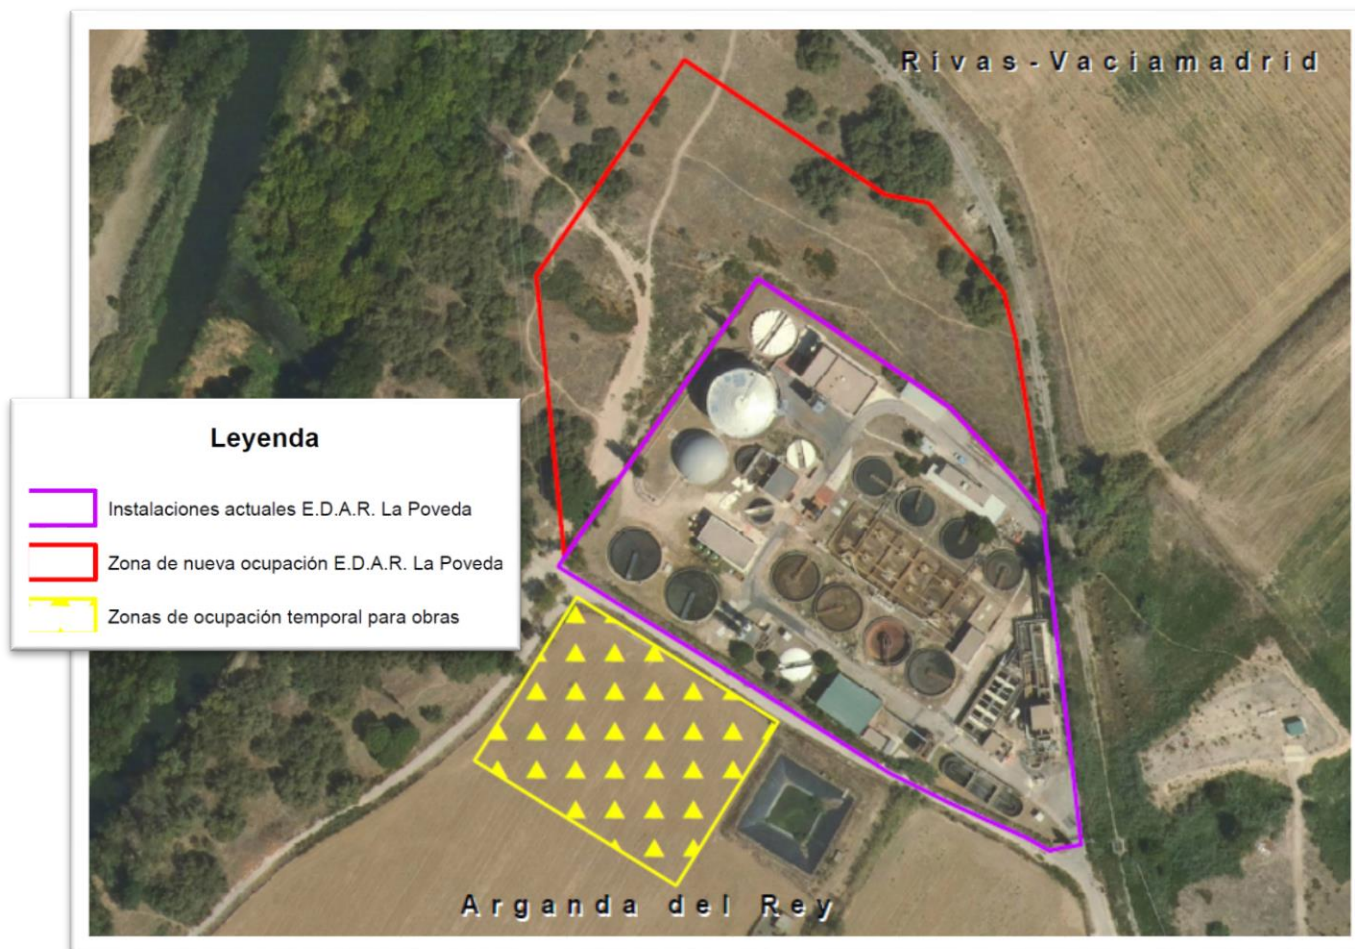 Rivas-Vaciamadrid
Leyenda
Instalaciones actuales E.D.A.R. La Poveda
Zona de nueva ocupación E.D.A.R. La Poveda
Zonas de ocupación temporal para obras
Arganda del Rey